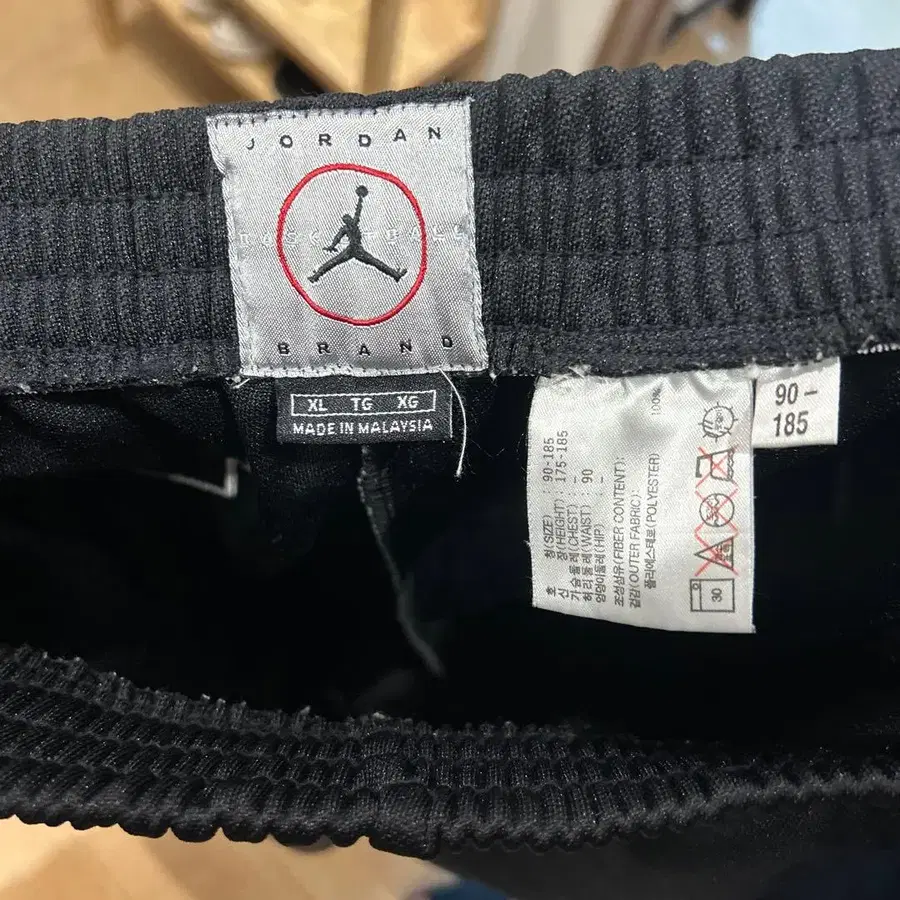 JORDAN
BASKETBALL
BRAND
XL TG XG
MADE IN MALAYSIA
90 -
185
호 칭(SIZE) : 90-185
신 장(HEIGHT) : 175-185
가슴둘레(CHEST) : -
허리둘레(WAIST) : 90
엉덩이둘레(HIP) : -
조성섬유(FIBER CONTENT):
겉감(OUTER FABRIC):
폴리에스테르(POLYESTER) 100%
30